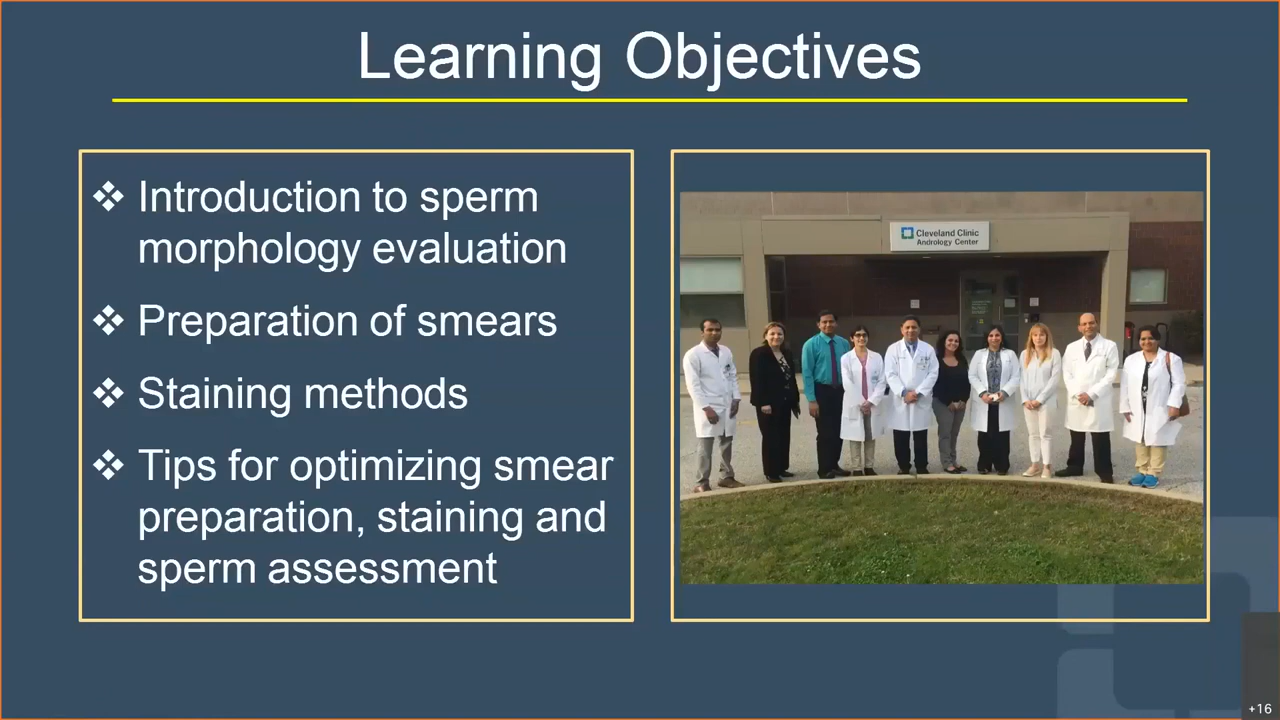 Learning Objectives
❖ Introduction to sperm
morphology evaluation
❖ Preparation of smears
❖ Staining methods
❖ Tips for optimizing smear
preparation, staining and
sperm assessment
Cleveland Clinic
Andrology Center
+16